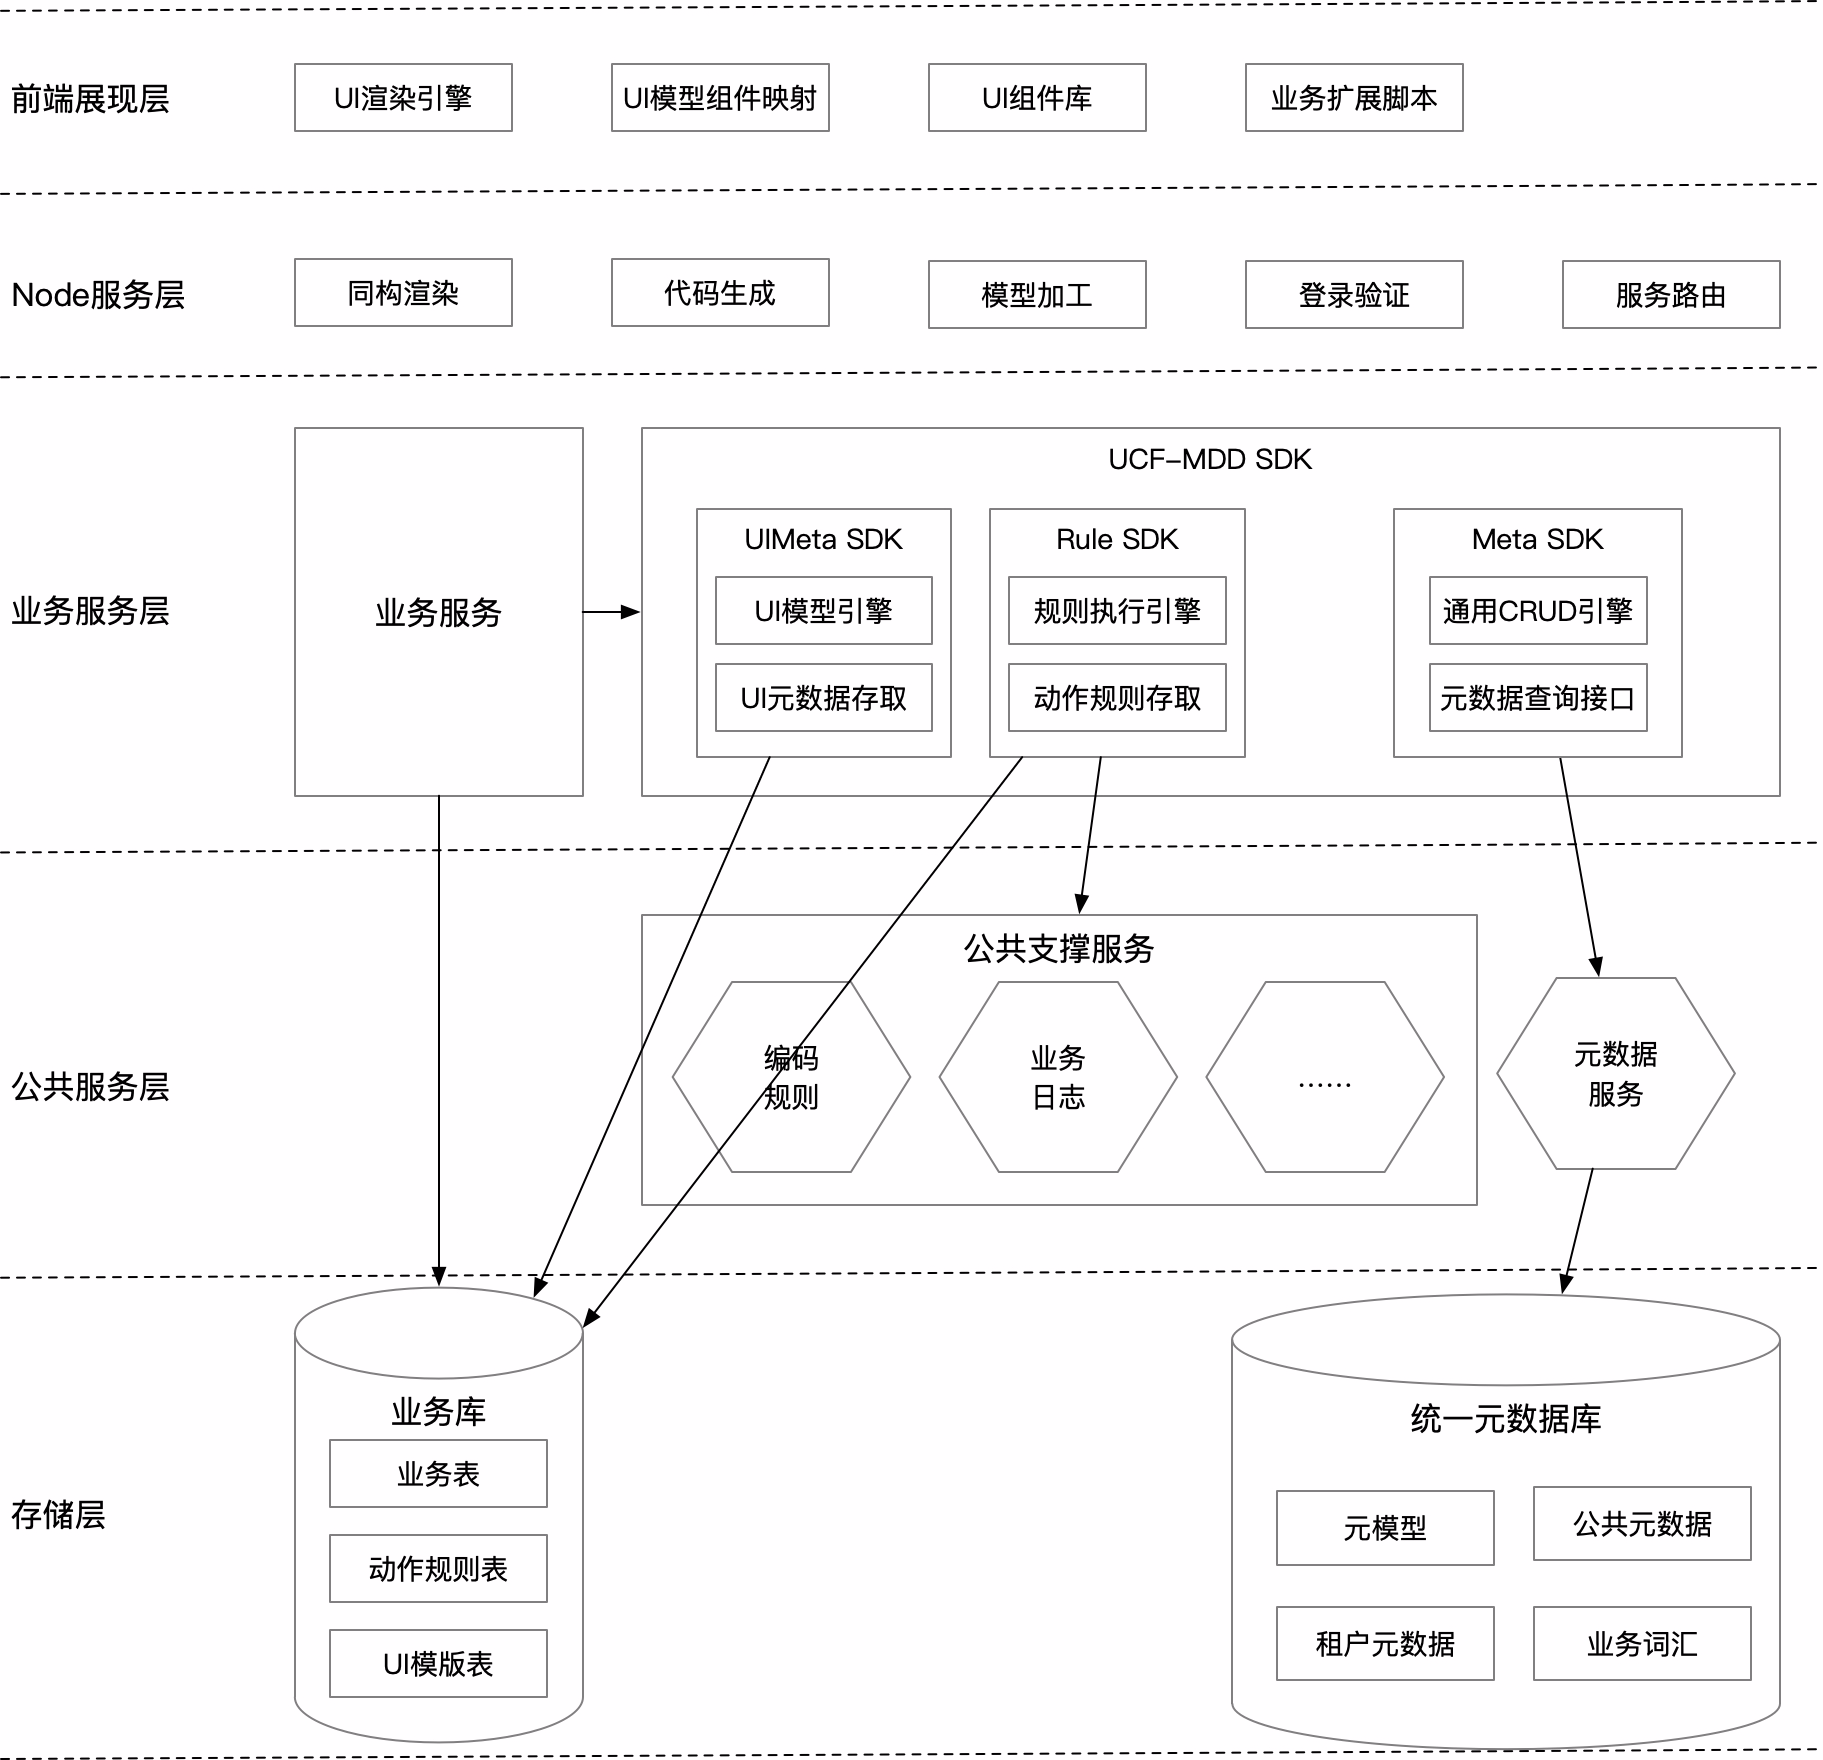 前端展现层
UI渲染引擎
UI模型组件映射
UI组件库
业务扩展脚本
Node服务层
同构渲染
代码生成
模型加工
登录验证
服务路由
业务服务层
业务服务
UCF-MDD SDK
UIMeta SDK
UI模型引擎
UI元数据存取
Rule SDK
规则执行引擎
动作规则存取
Meta SDK
通用CRUD引擎
元数据查询接口
公共服务层
公共支撑服务
编码
规则
业务
日志
……
元数据
服务
存储层
业务库
业务表
动作规则表
UI模版表
统一元数据库
元模型
公共元数据
租户元数据
业务词汇